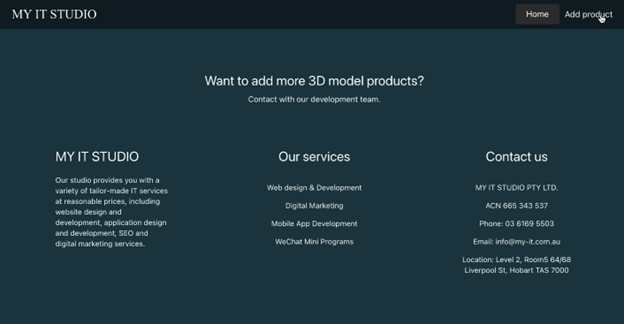 MY IT STUDIO
Home
Add product
Want to add more 3D model products?
Contact with our development team.
MY IT STUDIO
Our studio provides you with a
variety of tailor-made IT services
at reasonable prices, including
website design and
development, application design
and development, SEO and
digital marketing services.
Our services
Web design & Development
Digital Marketing
Mobile App Development
WeChat Mini Programs
Contact us
MY IT STUDIO PTY LTD.
ACN 665 343 537
Phone: 03 6169 5503
Email: info@my-it.com.au
Location: Level 2, Room5 64/68
Liverpool St, Hobart TAS 7000